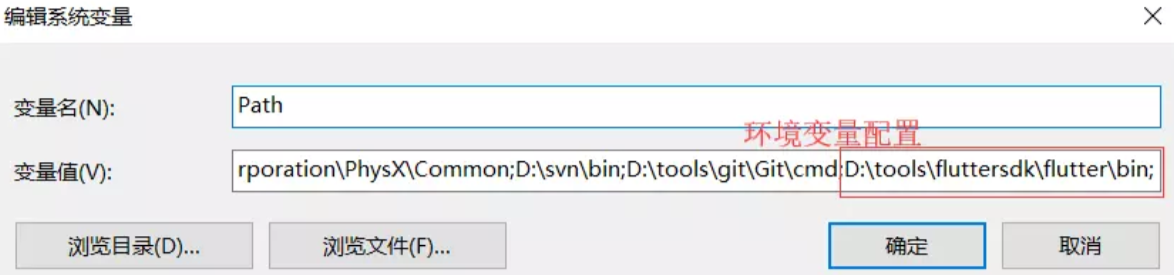 编辑系统变量
变量名(N):
Path
环境变量配置
变量值(V):
rporation\PhysX\Common;D:\svn\bin;D:\tools\git\Git\cmd;D:\tools\fluttersdk\flutter\bin;
浏览目录(D)...
浏览文件(F)...
确定
取消